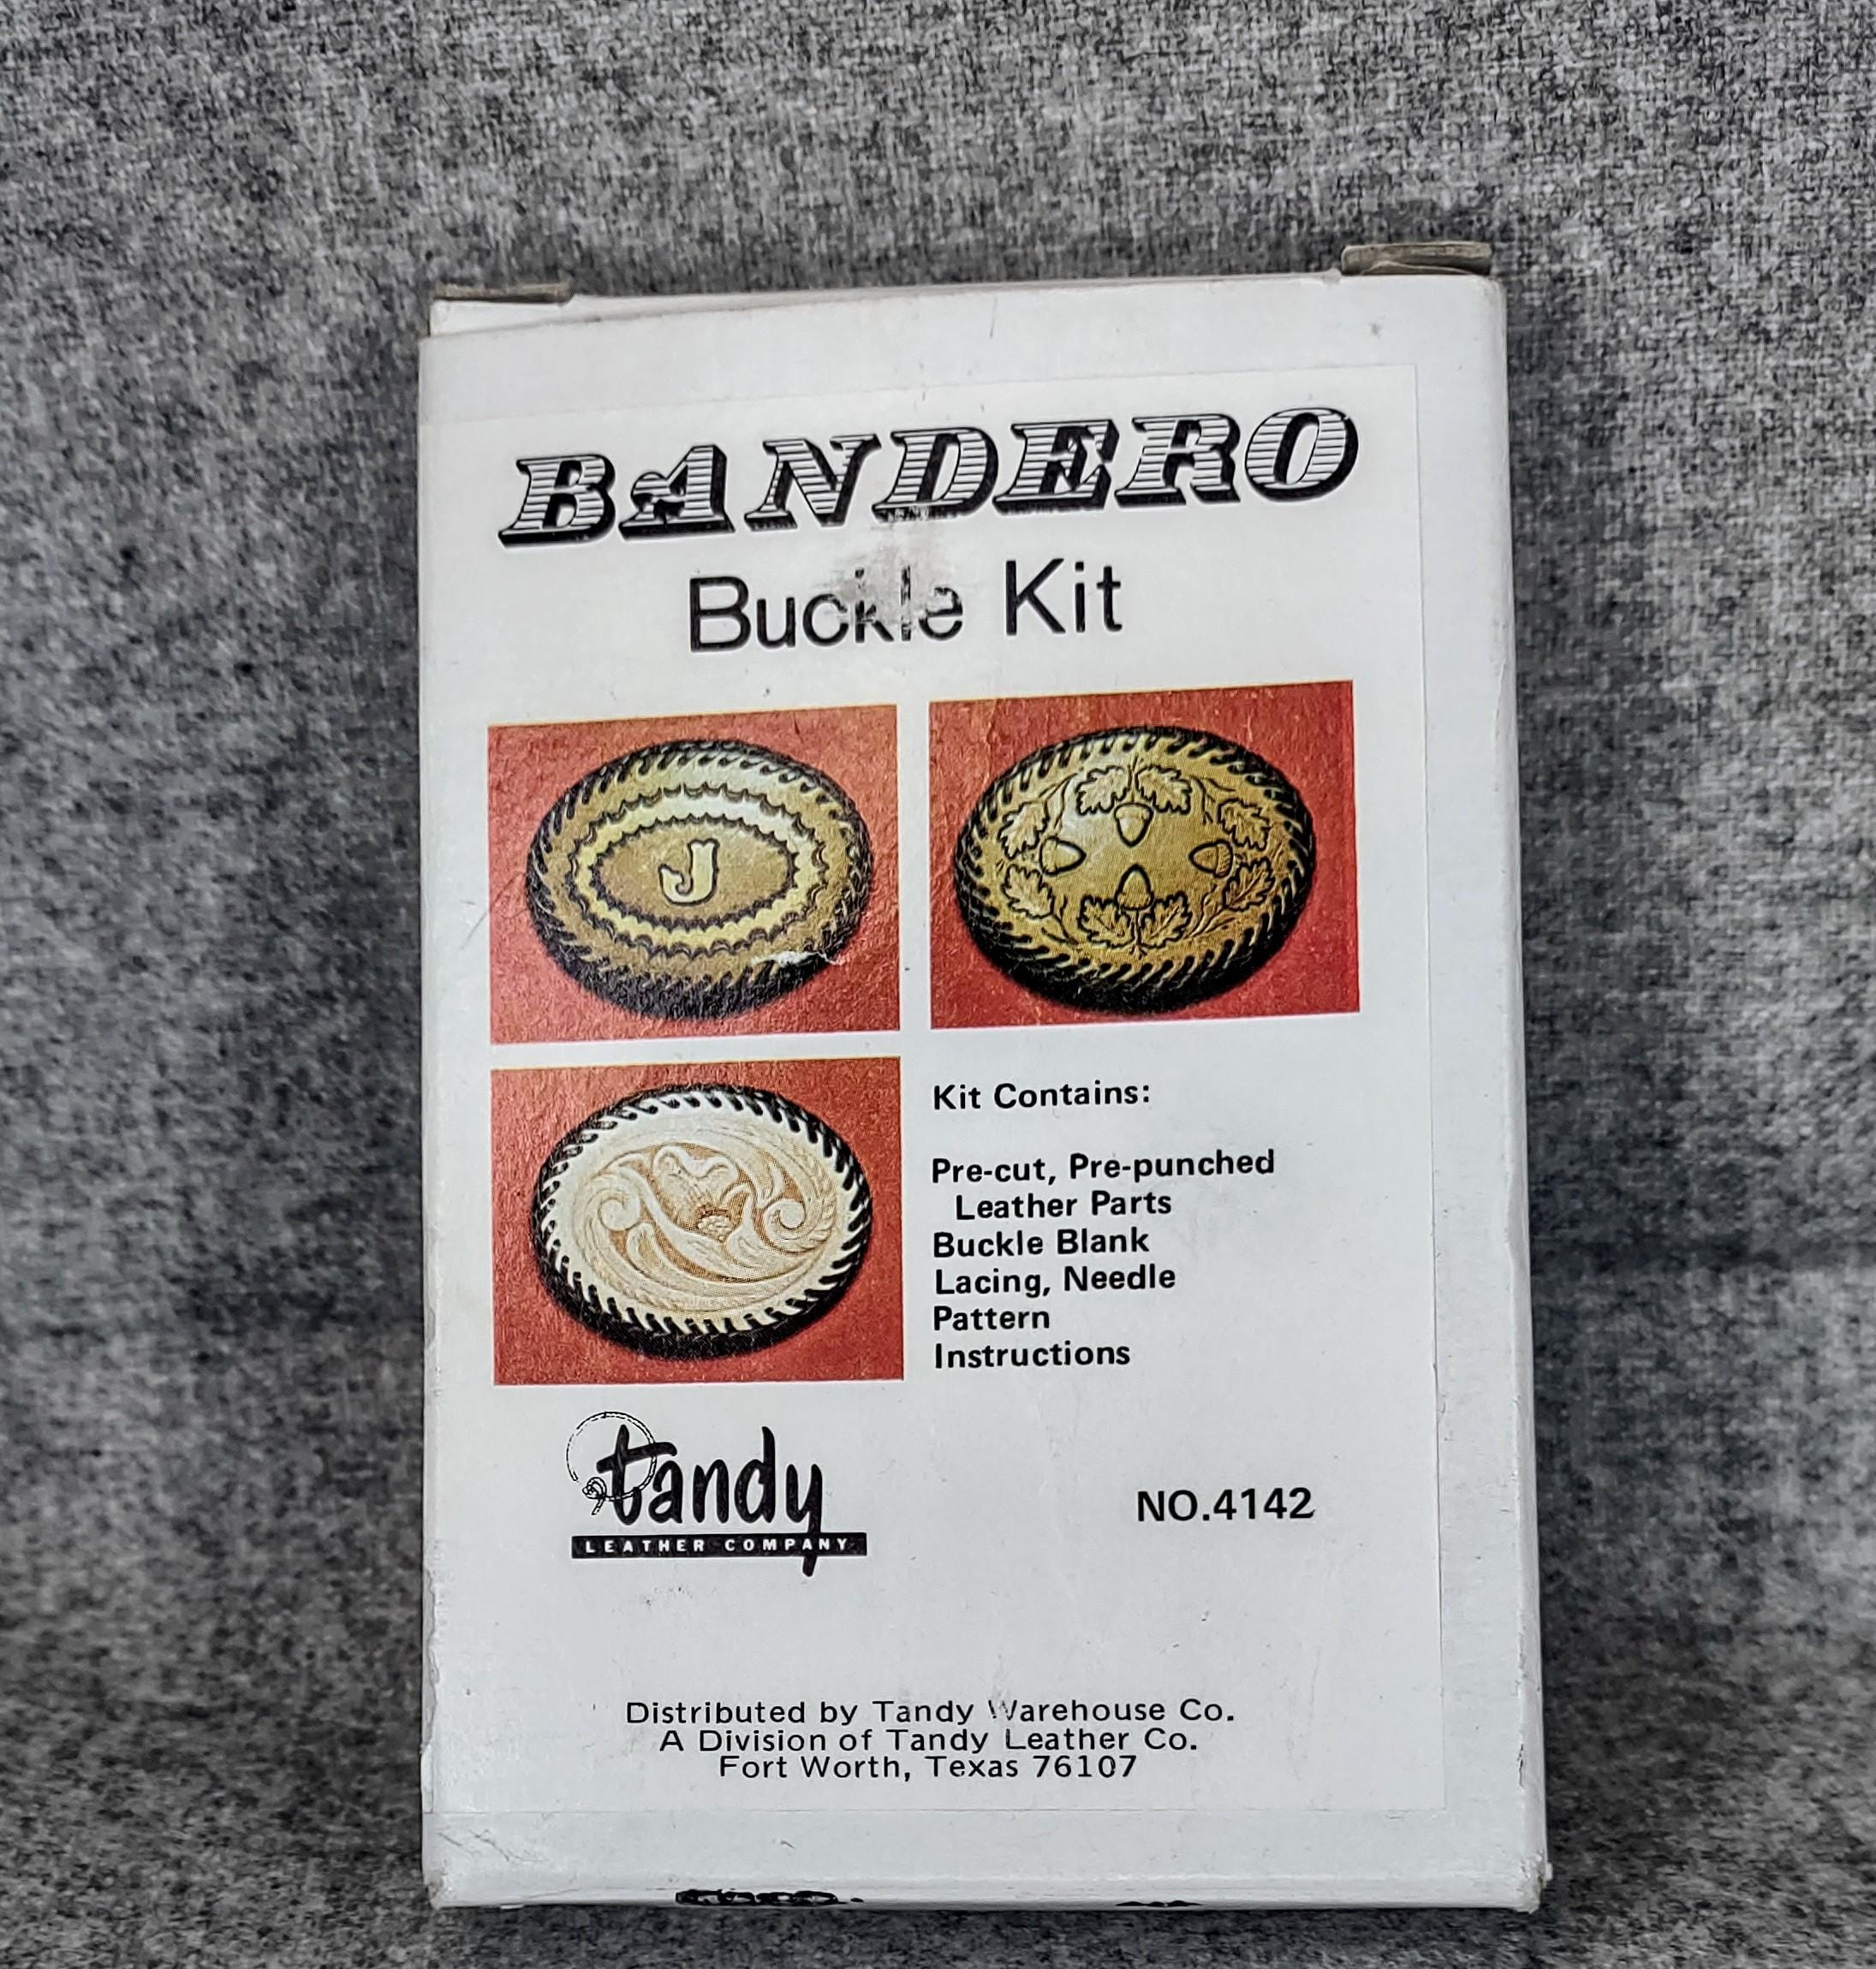 BANDERO
Buckle Kit
J
Kit Contains:
Pre-cut, Pre-punched
Leather Parts
Buckle Blank
Lacing, Needle
Pattern
Instructions
tandy
LEATHER COMPANY
NO.4142
Distributed by Tandy Warehouse Co.
A Division of Tandy Leather Co.
Fort Worth, Texas 76107